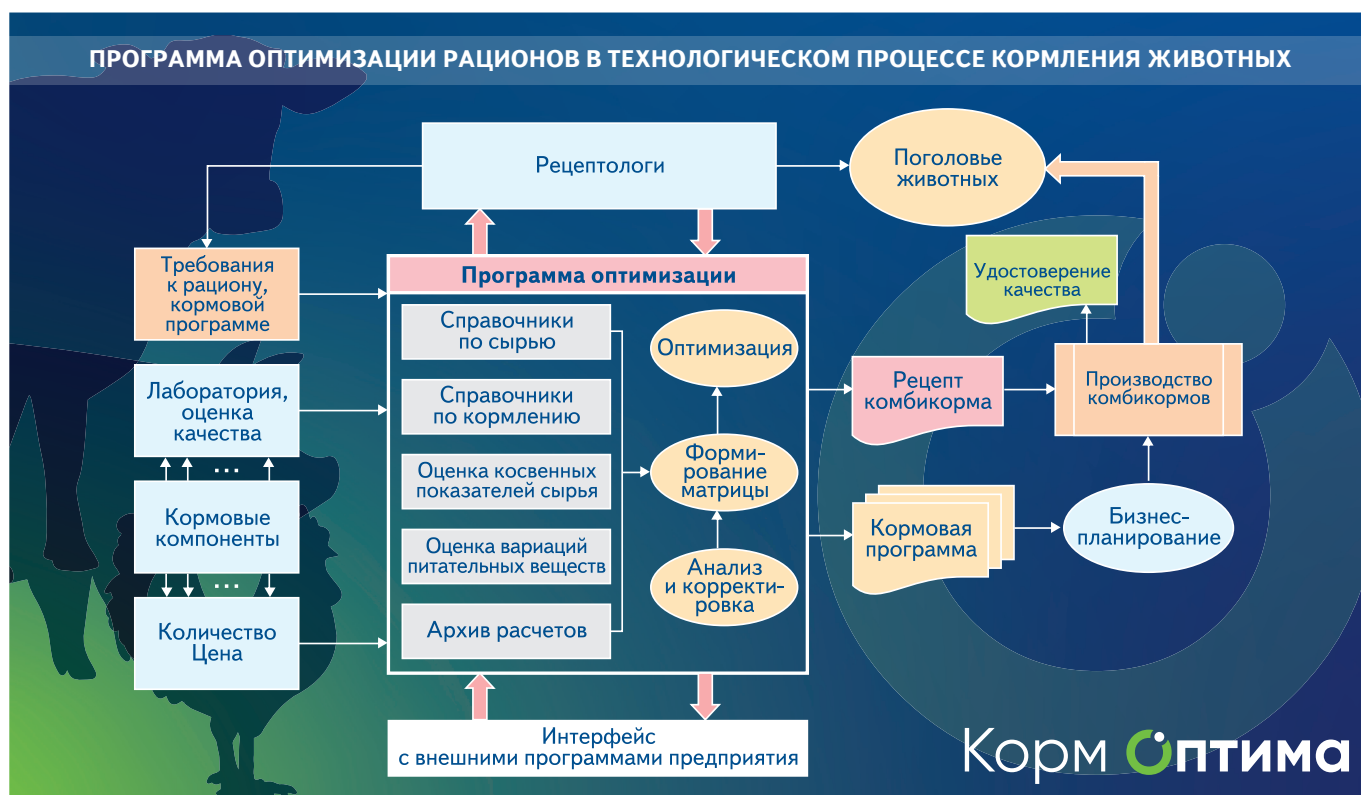 ПРОГРАММА ОПТИМИЗАЦИИ РАЦИОНОВ В ТЕХНОЛОГИЧЕСКОМ ПРОЦЕССЕ КОРМЛЕНИЯ ЖИВОТНЫХ
Рецептологи
Поголовье
животных
Требования
к рациону,
кормовой
программе
Лаборатория,
оценка
качества
...
Кормовые
компоненты
...
Количество
Цена
Программа оптимизации
Справочники
по сырью
Справочники
по кормлению
Оценка косвенных
показателей сырья
Оценка вариаций
питательных веществ
Архив расчетов
Оптимизация
Форми-
рование
матрицы
Анализ
и коррект-
ировка
Удостоверение
качества
Рецепт
комбикорма
Производство
комбикормов
Кормовая
программа
Бизнес-
планирование
Интерфейс
с внешними программами предприятия
Корм Оптима